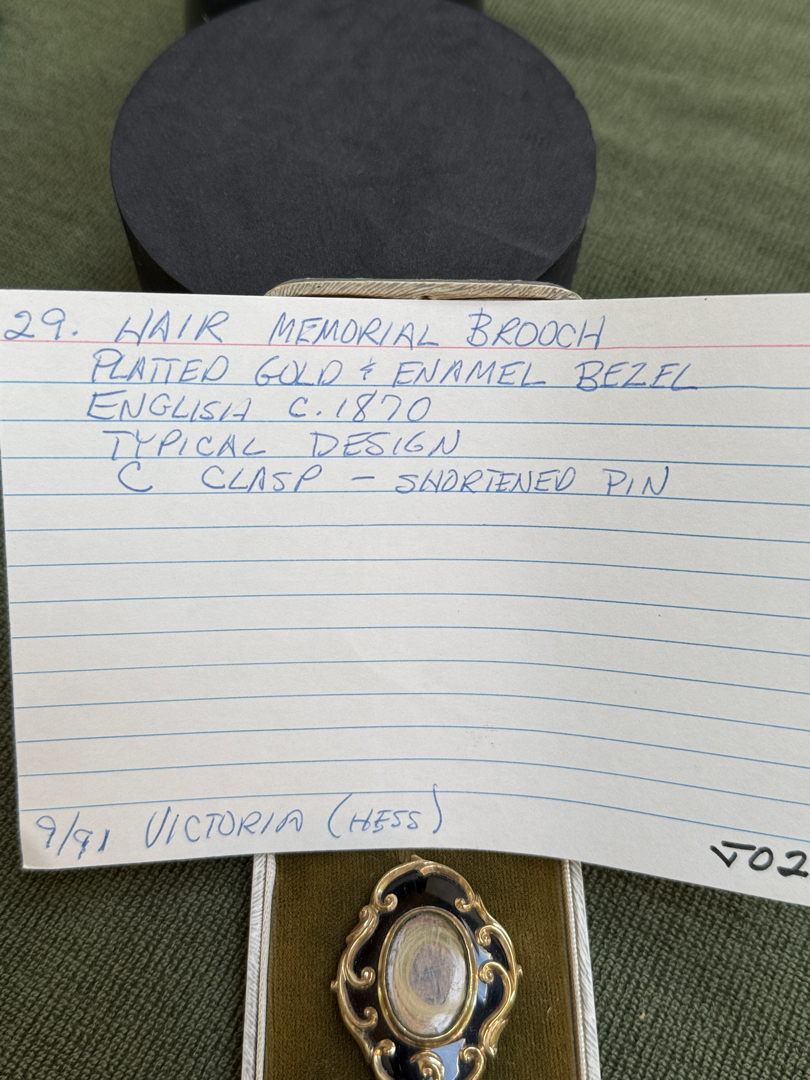 29. HAIR MEMORIAL BROOCH
PLATTED GOLD & ENAMEL BEZEL
ENGLISH C. 1870
TYPICAL DESIGN
C CLASP - SHORTENED PIN
9/91 VICTORIA (HESS)
J02